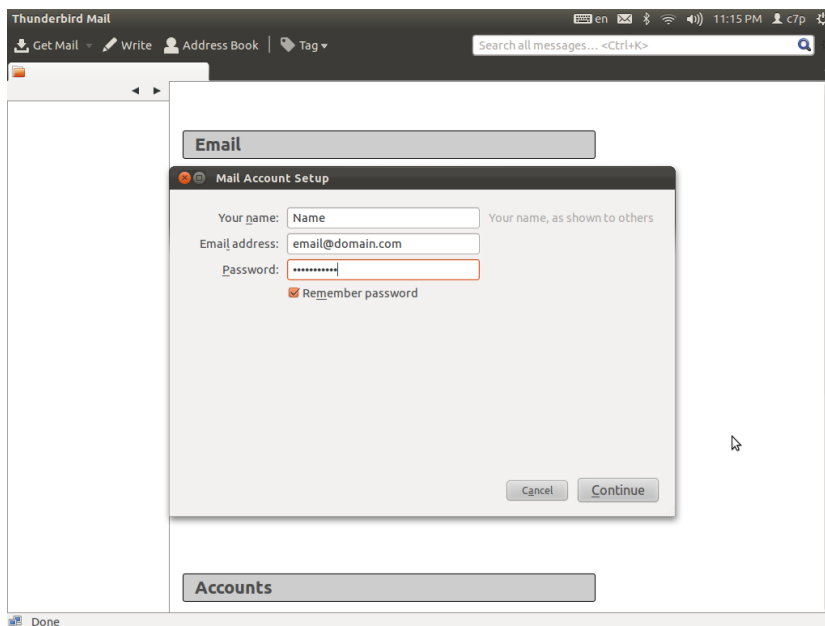 Thunderbird Mail en 11:15 PM c7p
Get Mail Write Address Book Tag Search all messages... <Ctrl+K>
Email
Mail Account Setup
Your name: Name Your name, as shown to others
Email address: email@domain.com
Password: •••••••••••
Remember password
Cancel Continue
Accounts
Done